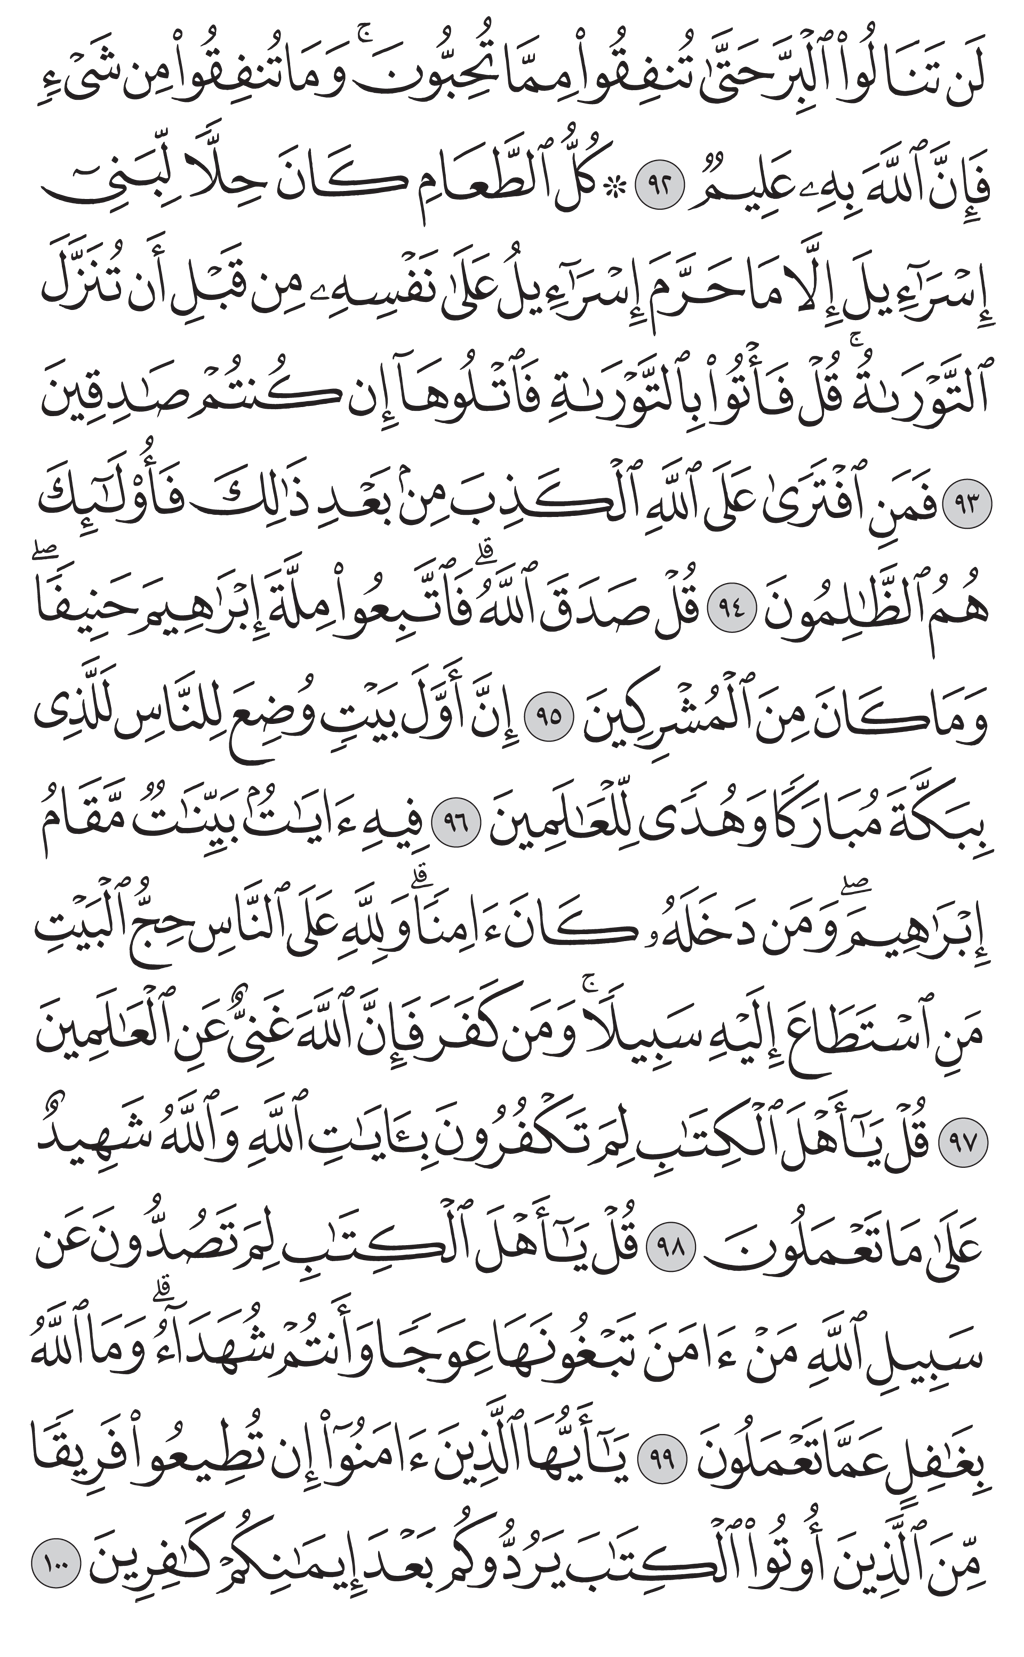 لَن تَنَالُوا۟ ٱلْبِرَّ حَتَّىٰ تُنفِقُوا۟ مِمَّا تُحِبُّونَ ۚ وَمَا تُنفِقُوا۟ مِن شَىْءٍ
فَإِنَّ ٱللَّهَ بِهِۦ عَلِيمٌ ٩٢ ۞ كُلُّ ٱلطَّعَامِ كَانَ حِلًّا لِّبَنِىٓ
إِسْرَٰٓءِيلَ إِلَّا مَا حَرَّمَ إِسْرَٰٓءِيلُ عَلَىٰ نَفْسِهِۦ مِن قَبْلِ أَن تُنَزَّلَ
ٱلتَّوْرَىٰةُ ۚ قُلْ فَأْتُوا۟ بِٱلتَّوْرَىٰةِ فَٱتْلُوهَآ إِن كُنتُمْ صَـٰدِقِينَ
٩٣ فَمَنِ ٱفْتَرَىٰ عَلَى ٱللَّهِ ٱلْكَذِبَ مِنۢ بَعْدِ ذَٰلِكَ فَأُو۟لَـٰٓئِكَ
هُمُ ٱلظَّـٰلِمُونَ ٩٤ قُلْ صَدَقَ ٱللَّهُ ۗ فَٱتَّبِعُوا۟ مِلَّةَ إِبْرَٰهِيمَ حَنِيفًا ۖ
وَمَا كَانَ مِنَ ٱلْمُشْرِكِينَ ٩٥ إِنَّ أَوَّلَ بَيْتٍ وُضِعَ لِلنَّاسِ لَلَّذِى
بِبَكَّةَ مُبَارَكًا وَهُدًى لِّلْعَـٰلَمِينَ ٩٦ فِيهِ ءَايَـٰتٌۢ بَيِّنَـٰتٌ مَّقَامُ
إِبْرَٰهِيمَ ۖ وَمَن دَخَلَهُۥ كَانَ ءَامِنًا ۗ وَلِلَّهِ عَلَى ٱلنَّاسِ حِجُّ ٱلْبَيْتِ
مَنِ ٱسْتَطَاعَ إِلَيْهِ سَبِيلًا ۚ وَمَن كَفَرَ فَإِنَّ ٱللَّهَ غَنِىٌّ عَنِ ٱلْعَـٰلَمِينَ
٩٧ قُلْ يَـٰٓأَهْلَ ٱلْكِتَـٰبِ لِمَ تَكْفُرُونَ بِـَٔايَـٰتِ ٱللَّهِ وَٱللَّهُ شَهِيدٌ
عَلَىٰ مَا تَعْمَلُونَ ٩٨ قُلْ يَـٰٓأَهْلَ ٱلْكِتَـٰبِ لِمَ تَصُدُّونَ عَن
سَبِيلِ ٱللَّهِ مَنْ ءَامَنَ تَبْغُونَهَا عِوَجًا وَأَنتُمْ شُهَدَآءُ ۗ وَمَا ٱللَّهُ
بِغَـٰفِلٍ عَمَّا تَعْمَلُونَ ٩٩ يَـٰٓأَيُّهَا ٱلَّذِينَ ءَامَنُوٓا۟ إِن تُطِيعُوا۟ فَرِيقًا
مِّنَ ٱلَّذِينَ أُوتُوا۟ ٱلْكِتَـٰبَ يَرُدُّوكُم بَعْدَ إِيمَـٰنِكُمْ كَـٰفِرِينَ ١٠٠